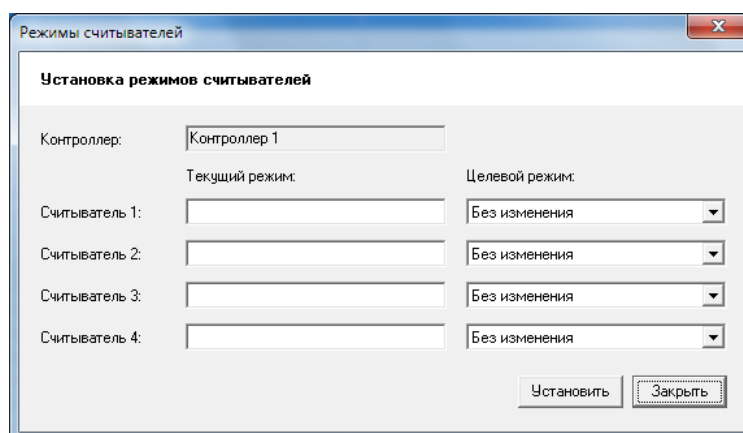 Режимы считывателей
Установка режимов считывателей
Контроллер: Контроллер 1
Текущий режим: Целевой режим:
Считыватель 1: Без изменения
Считыватель 2: Без изменения
Считыватель 3: Без изменения
Считыватель 4: Без изменения
Установить Закрыть